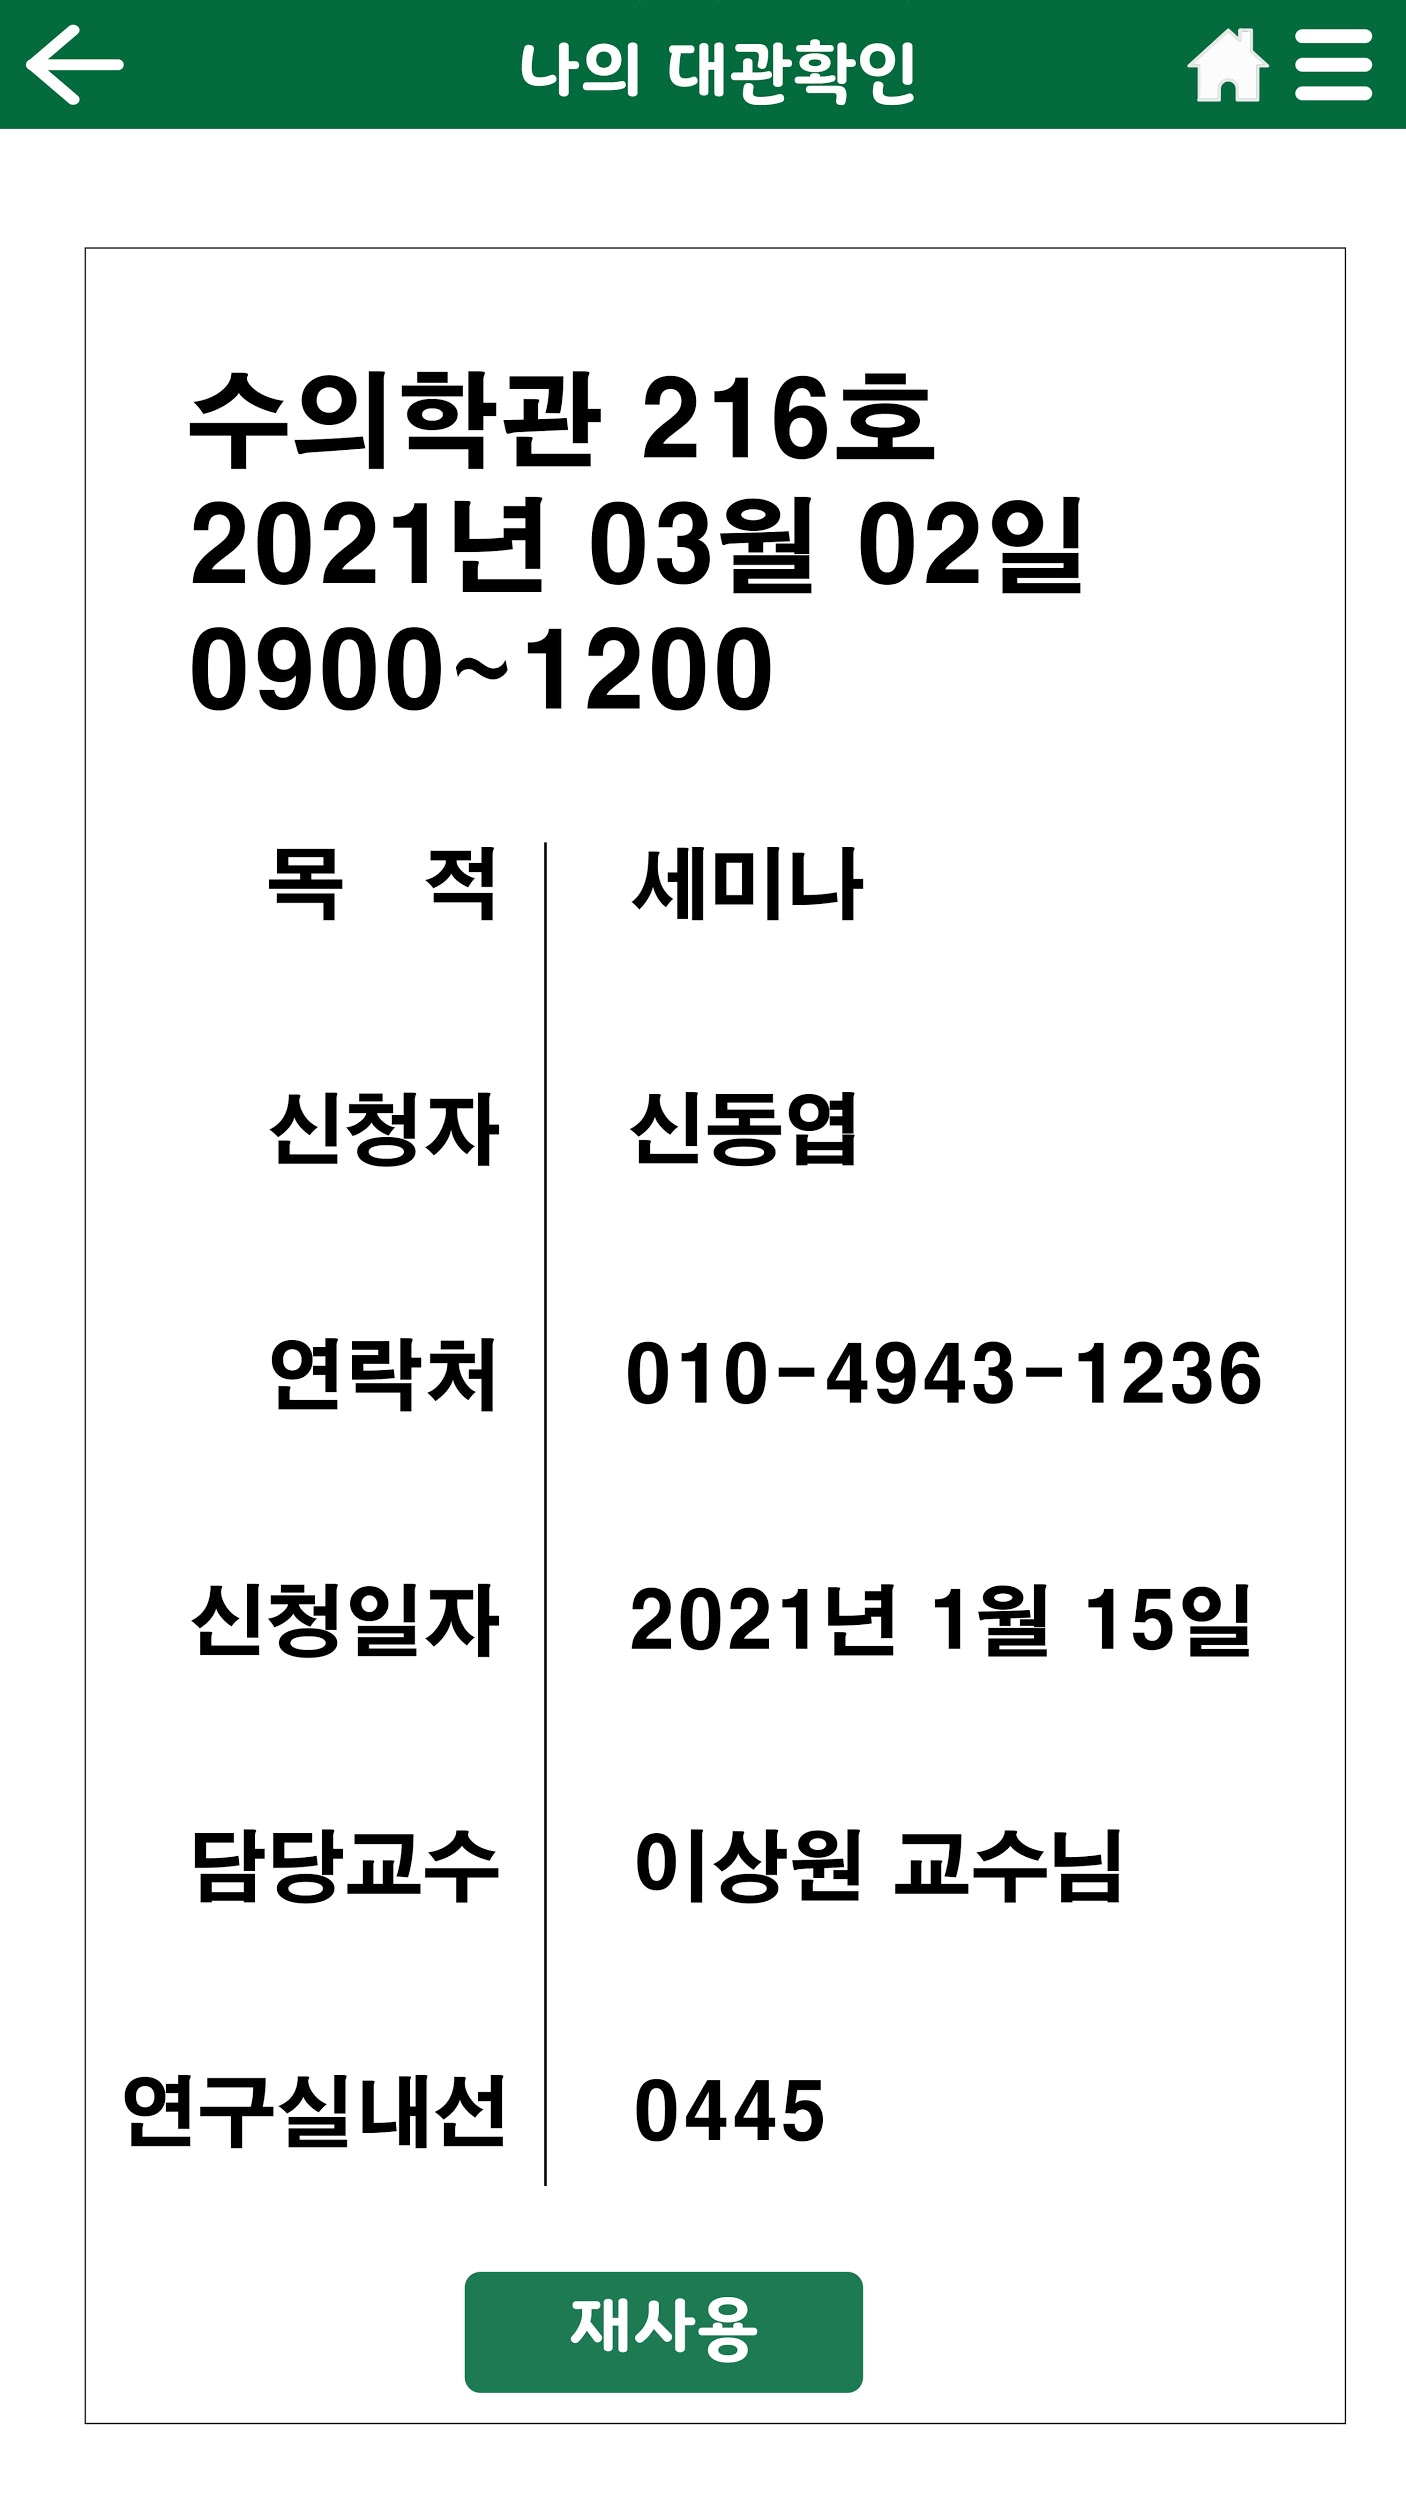 나의 대관확인
수의학관 216호
2021년 03월 02일
0900~1200
목 적 세미나
신청자 신동엽
연락처 010-4943-1236
신청일자 2021년 1월 15일
담당교수 이상원 교수님
연구실내선 0445
재사용